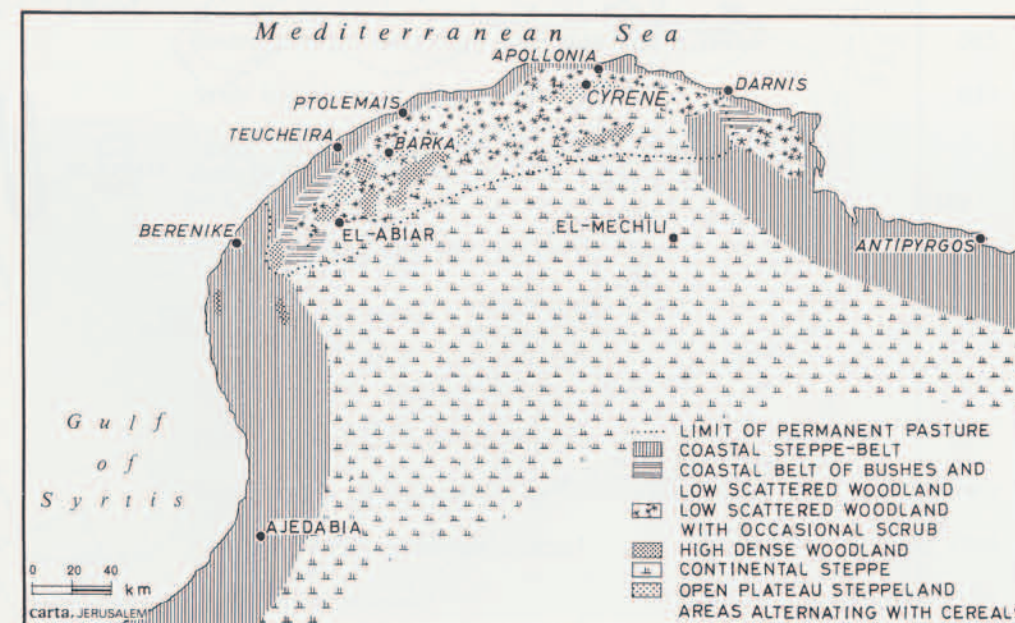 Mediterranean Sea
APOLLONIA
DARNIS
CYRENE
PTOLEMAIS
TEUCHEIRA
BARKA
BERENIKE
EL-ABIAR
EL-MECHILI
ANTIPYRGOS
Gulf
of
Syrtis
AJEDABIA
LIMIT OF PERMANENT PASTURE
COASTAL STEPPE-BELT
COASTAL BELT OF BUSHES AND
LOW SCATTERED WOODLAND
LOW SCATTERED WOODLAND
WITH OCCASIONAL SCRUB
HIGH DENSE WOODLAND
CONTINENTAL STEPPE
OPEN PLATEAU STEPPELAND
AREAS ALTERNATING WITH CEREALS
0 20 40
km
carta, JERUSALEM